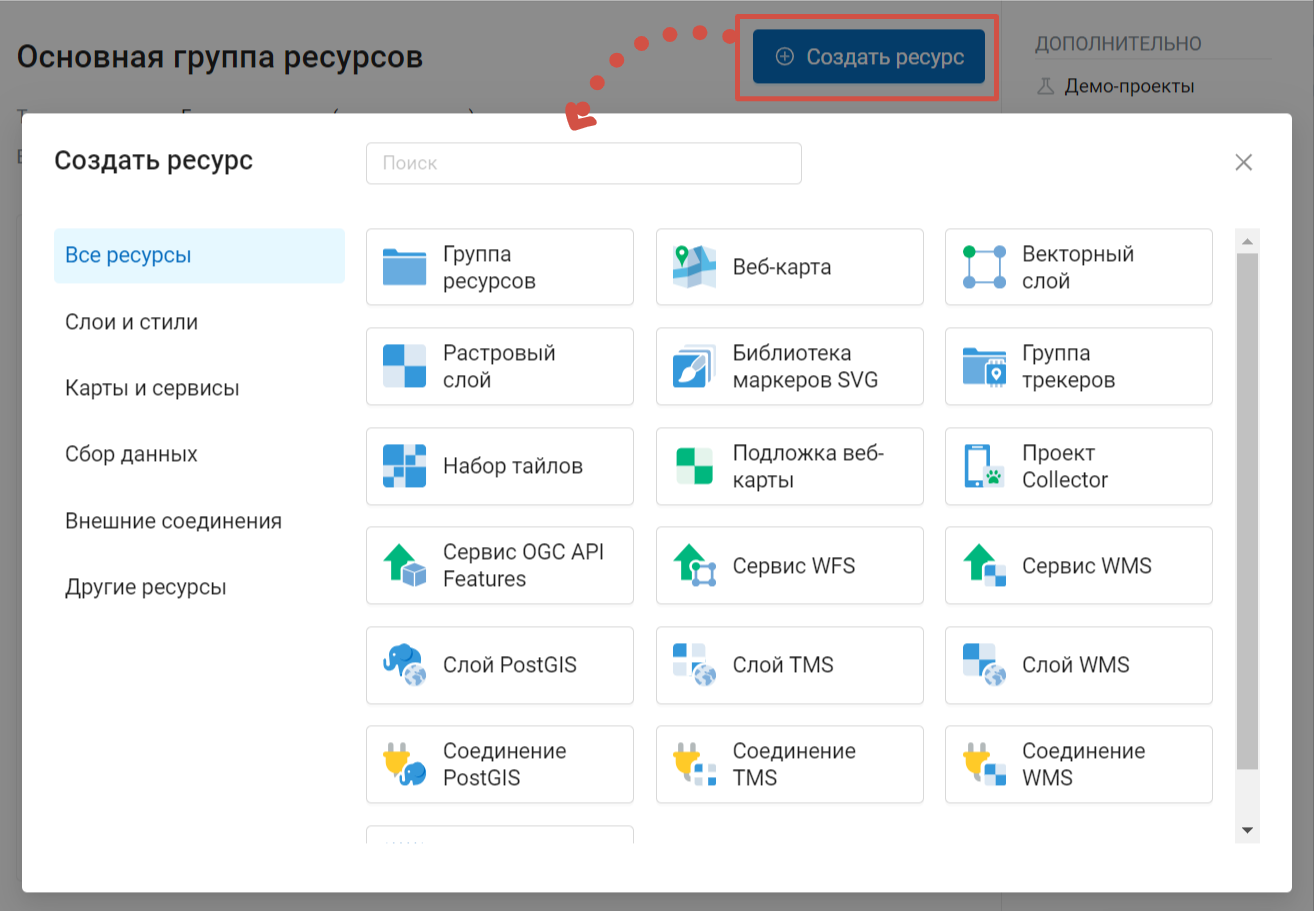 Основная группа ресурсов
Создать ресурс
ДОПОЛНИТЕЛЬНО
Демо-проекты
Создать ресурс
Поиск
Все ресурсы
Слои и стили
Карты и сервисы
Сбор данных
Внешние соединения
Другие ресурсы
Группа
ресурсов
Веб-карта
Векторный
слой
Растровый
слой
Библиотека
маркеров SVG
Группа
трекеров
Набор тайлов
Подложка веб-
карты
Проект
Collector
Сервис OGC API
Features
Сервис WFS
Сервис WMS
Слой PostGIS
Слой TMS
Слой WMS
Соединение
PostGIS
Соединение
TMS
Соединение
WMS